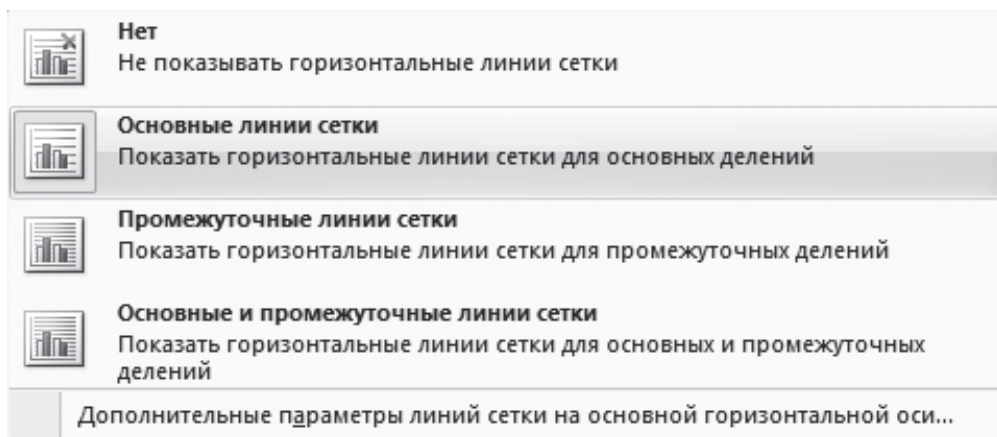 Нет
Не показывать горизонтальные линии сетки
Основные линии сетки
Показать горизонтальные линии сетки для основных делений
Промежуточные линии сетки
Показать горизонтальные линии сетки для промежуточных делений
Основные и промежуточные линии сетки
Показать горизонтальные линии сетки для основных и промежуточных
делений
Дополнительные параметры линий сетки на основной горизонтальной оси...